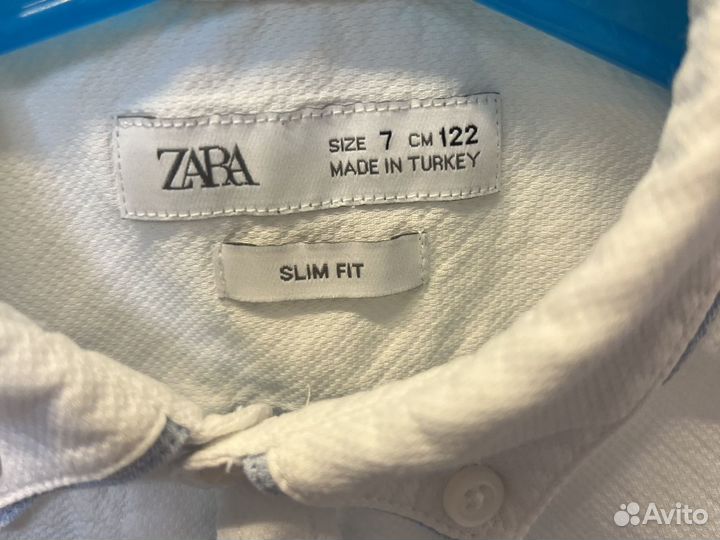 ZARA
SIZE 7 CM 122
MADE IN TURKEY
SLIM FIT
Avito